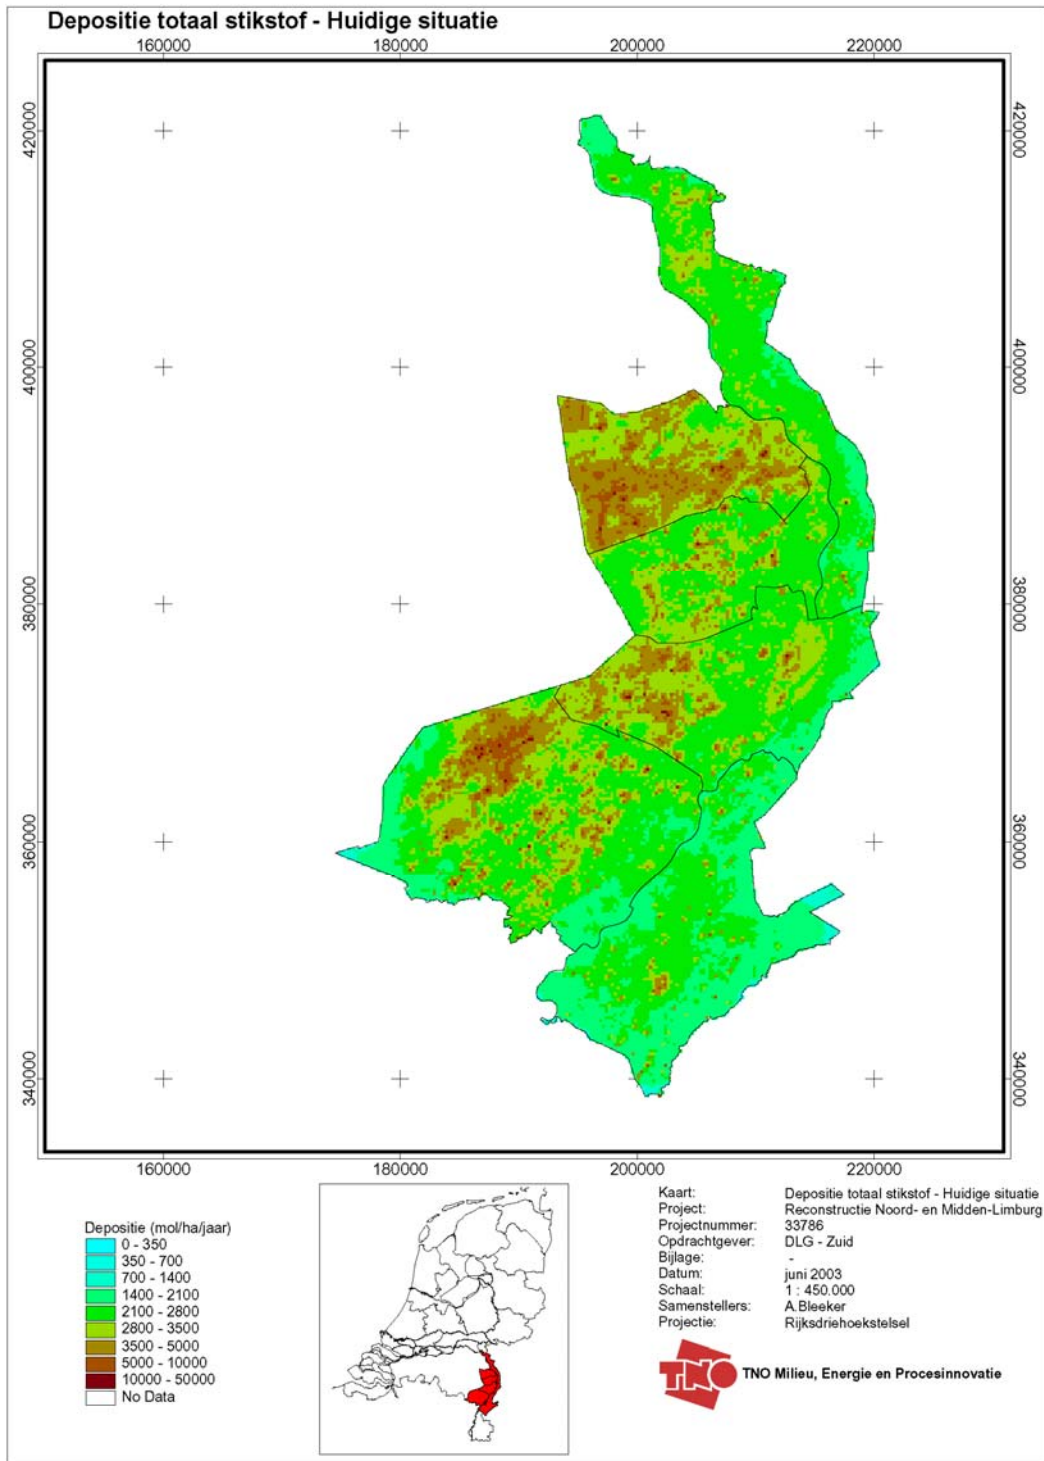 Depositie totaal stikstof - Huidige situatie
160000 180000 200000 220000
420000 420000
400000 400000
380000 380000
360000 360000
340000 340000
160000 180000 200000 220000
Depositie (mol/ha/jaar)
0 - 350
350 - 700
700 - 1400
1400 - 2100
2100 - 2800
2800 - 3500
3500 - 5000
5000 - 10000
10000 - 50000
No Data
Kaart: Depositie totaal stikstof - Huidige situatie
Project: Reconstructie Noord- en Midden-Limburg
Projectnummer: 33786
Opdrachtgever: DLG - Zuid
Bijlage: -
Datum: juni 2003
Schaal: 1 : 450.000
Samenstellers: A.Bleeker
Projectie: Rijksdriehoekstelsel
TNO TNO Milieu, Energie en Procesinnovatie